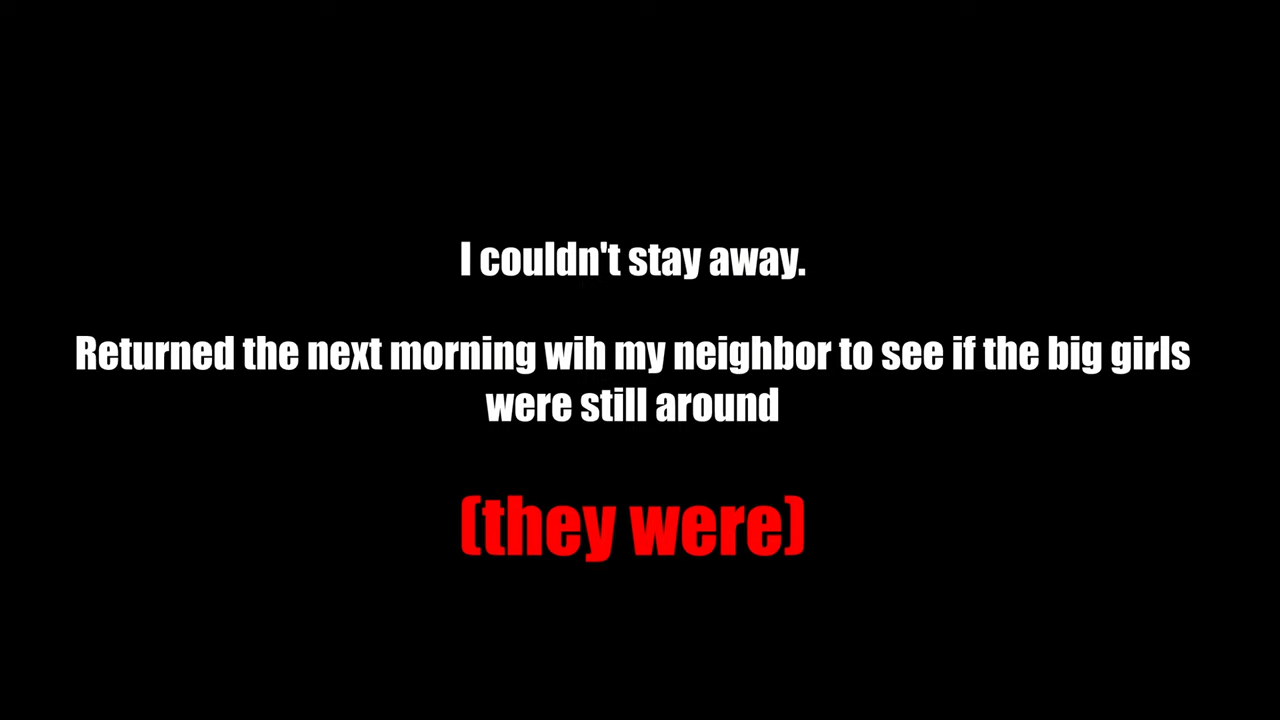 I couldn't stay away.
Returned the next morning wih my neighbor to see if the big girls
were still around
(they were)